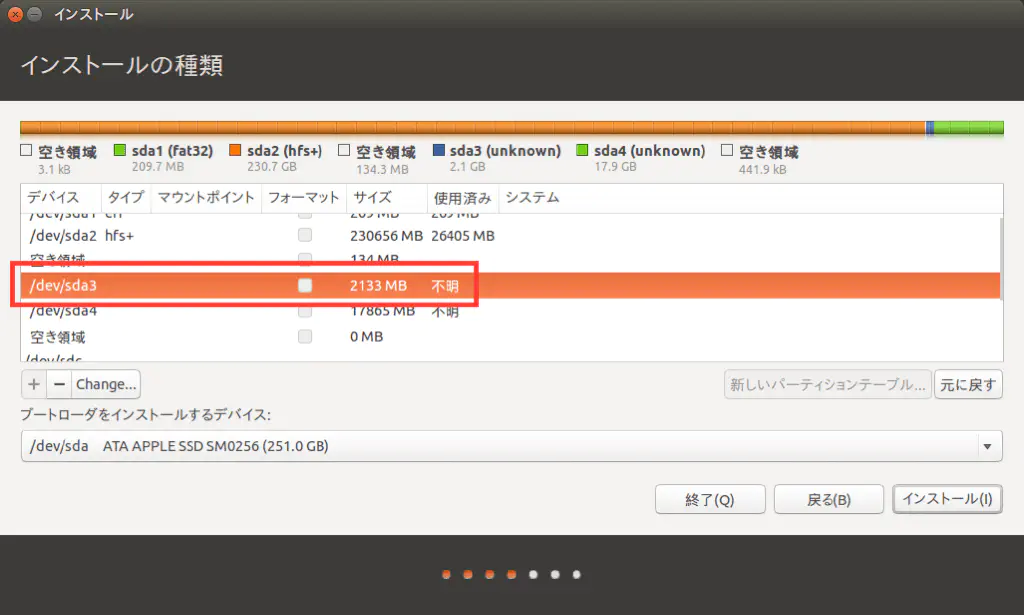 インストール
インストールの種類
空き領域 sda1 (fat32) sda2 (hfs+) 空き領域 sda3 (unknown) sda4 (unknown) 空き領域
3.1 kB 209.7 MB 230.7 GB 134.3 MB 2.1 GB 17.9 GB 441.9 kB
デバイス タイプ マウントポイント フォーマット サイズ 使用済み システム
/dev/sda1 efi 209 MB 209 MB
/dev/sda2 hfs+ 230656 MB 26405 MB
空き領域 134 MB
/dev/sda3 2133 MB 不明
/dev/sda4 17865 MB 不明
空き領域 0 MB
/dev/sdc
+ − Change... 新しいパーティションテーブル... 元に戻す
ブートローダをインストールするデバイス:
/dev/sda ATA APPLE SSD SM0256 (251.0 GB)
終了(Q) 戻る(B) インストール(I)